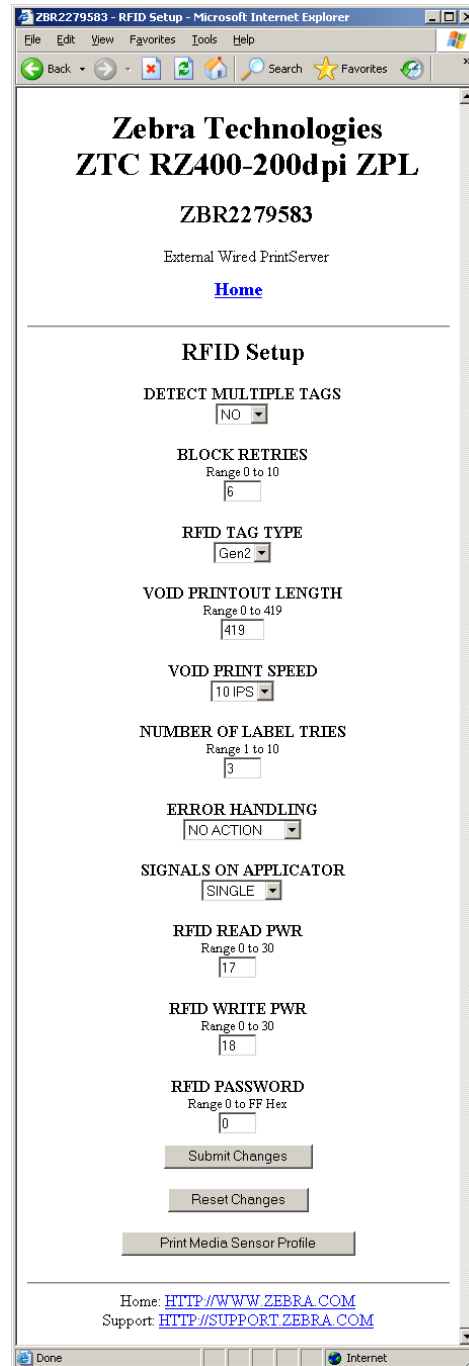 ZBR2279583 - RFID Setup - Microsoft Internet Explorer
File Edit View Favorites Tools Help
Back Search Favorites »
Zebra Technologies
ZTC RZ400-200dpi ZPL
ZBR2279583
External Wired PrintServer
Home
RFID Setup
DETECT MULTIPLE TAGS
NO
BLOCK RETRIES
Range 0 to 10
6
RFID TAG TYPE
Gen2
VOID PRINTOUT LENGTH
Range 0 to 419
419
VOID PRINT SPEED
10 IPS
NUMBER OF LABEL TRIES
Range 1 to 10
3
ERROR HANDLING
NO ACTION
SIGNALS ON APPLICATOR
SINGLE
RFID READ PWR
Range 0 to 30
17
RFID WRITE PWR
Range 0 to 30
18
RFID PASSWORD
Range 0 to FF Hex
0
Submit Changes
Reset Changes
Print Media Sensor Profile
Home: HTTP://WWW.ZEBRA.COM
Support: HTTP://SUPPORT.ZEBRA.COM
Done Internet